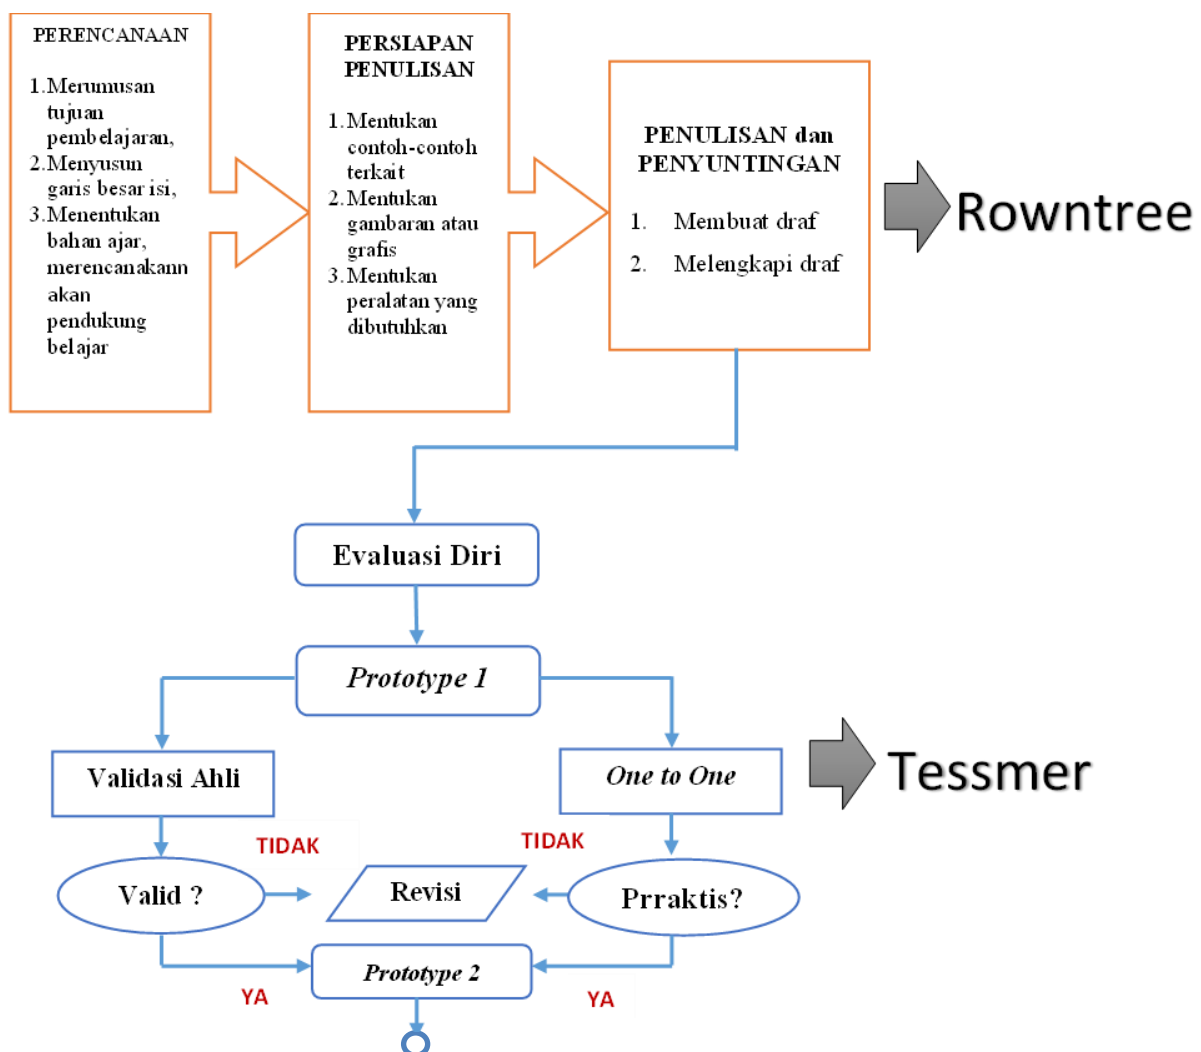 PERENCANAAN
1.Merumusan
tujuan
pembelajaran,
2.Menyusun
garis besar isi,
3.Menentukan
bahan ajar,
merencanakann
akan
pendukung
belajar
PERSIAPAN
PENULISAN
1.Mentukan
contoh-contoh
terkait
2.Mentukan
gambaran atau
grafis
3.Mentukan
peralatan yang
dibutuhkan
PENULISAN dan
PENYUNTINGAN
1. Membuat draf
2. Melengkapi draf
Rowntree
Evaluasi Diri
Prototype 1
Validasi Ahli
One to One
Tessmer
TIDAK
TIDAK
Valid ?
Revisi
Prraktis?
Prototype 2
YA
YA